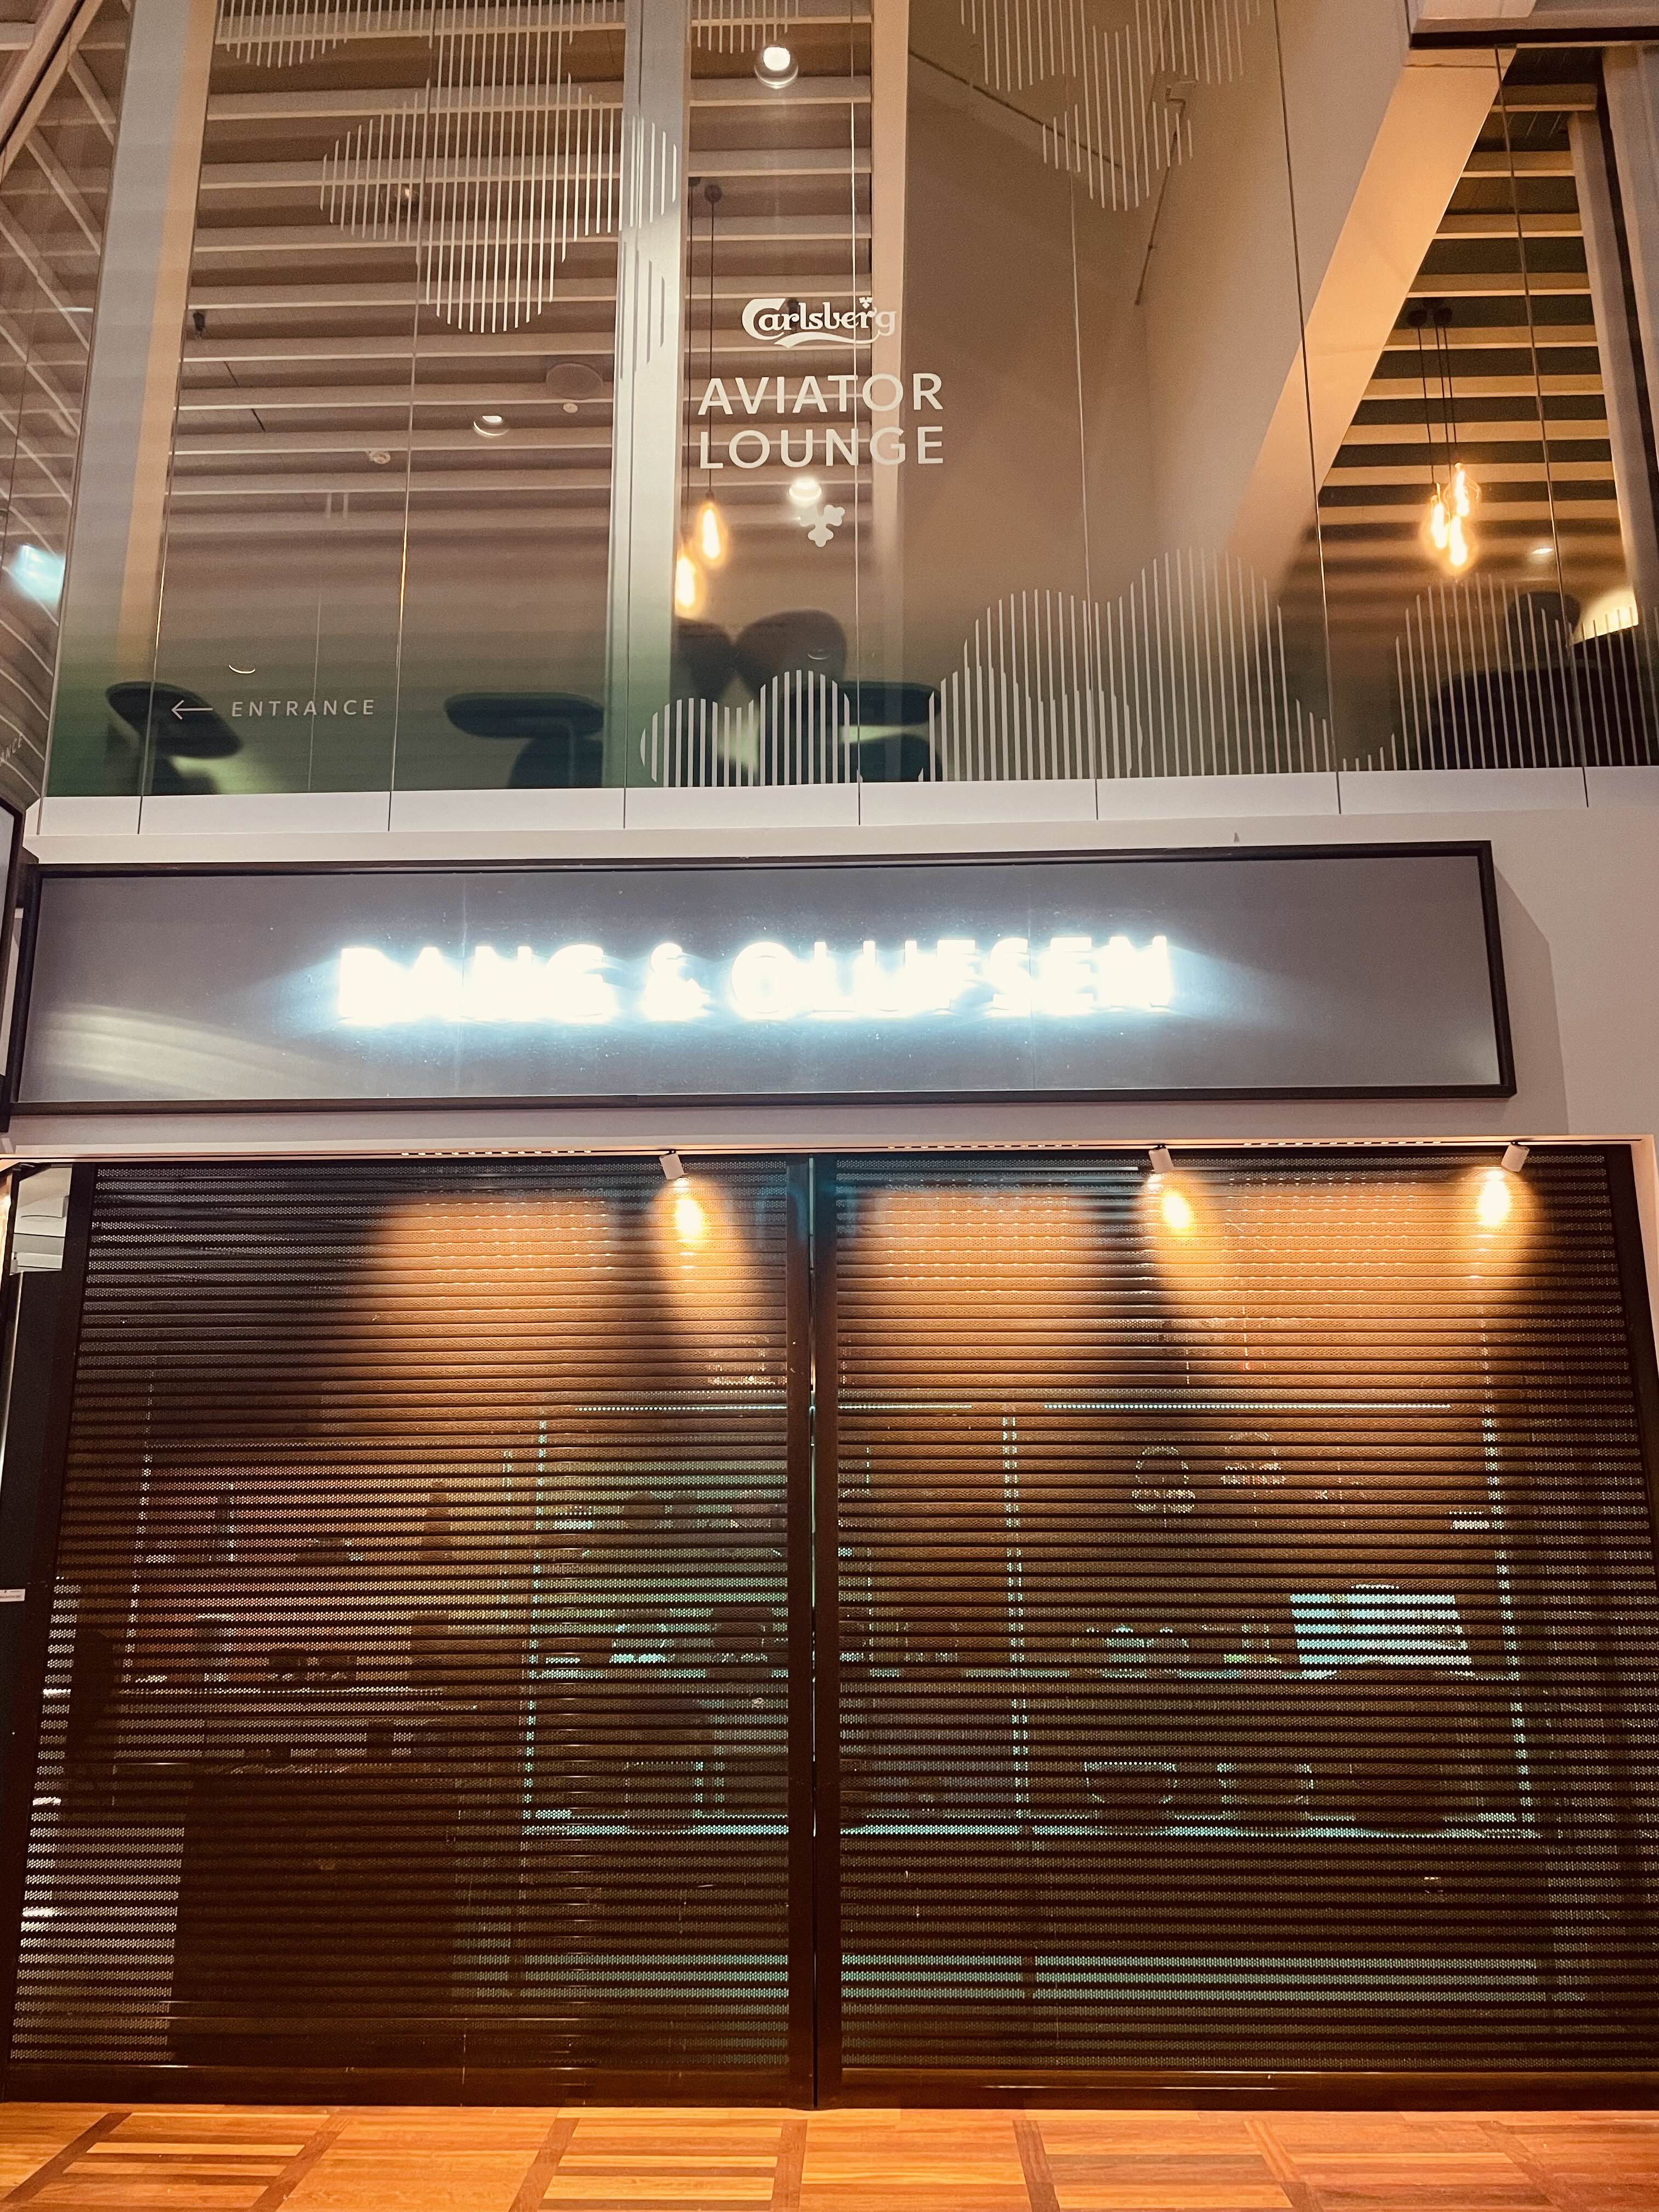 Carlsberg
AVIATOR
LOUNGE
← ENTRANCE
BANG & OLUFSEN